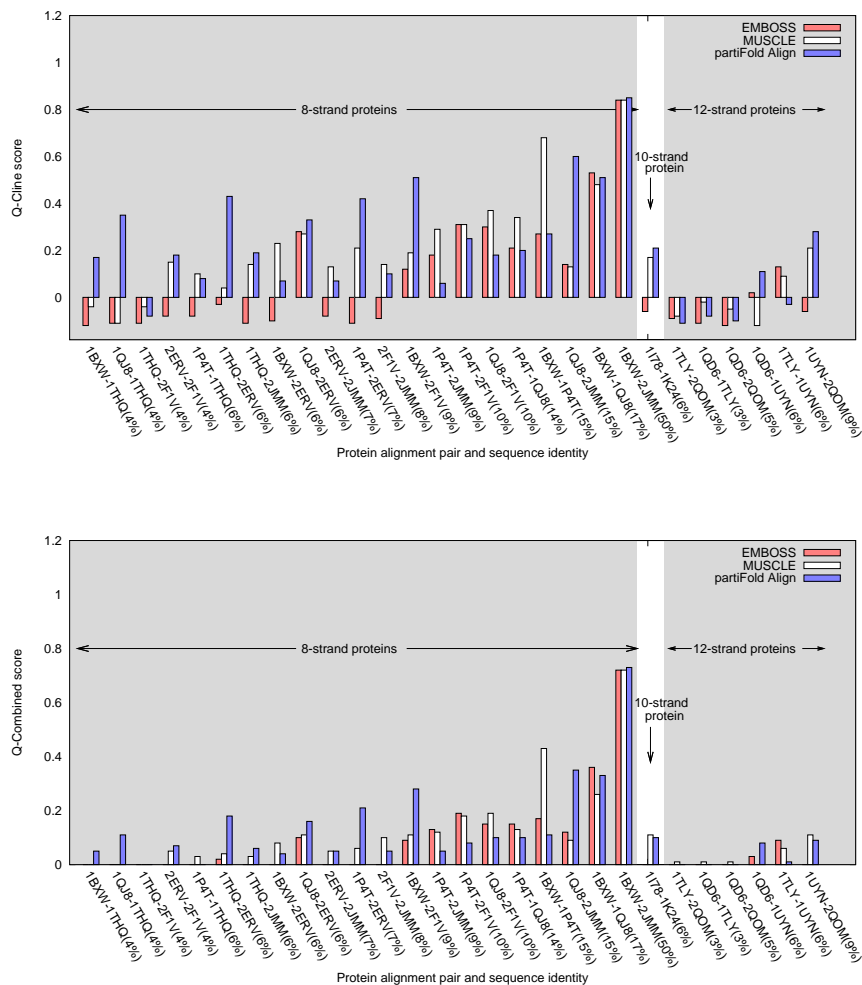 1.2
1
0.8
0.6
0.4
0.2
0
Q-Cline score
EMBOSS
MUSCLE
partiFold Align
8-strand proteins
12-strand proteins
10-strand
protein
1BXW-1THQ(4%)
1QJ8-1THQ(4%)
1THQ-2F1V(4%)
2ERV-2F1V(4%)
1P4T-1THQ(6%)
1THQ-2ERV(6%)
1THQ-2JMM(6%)
1BXW-2ERV(6%)
1QJ8-2ERV(6%)
2ERV-2JMM(7%)
1P4T-2ERV(7%)
2F1V-2JMM(8%)
1BXW-2F1V(9%)
1P4T-2JMM(9%)
1P4T-2F1V(10%)
1QJ8-2F1V(10%)
1P4T-1QJ8(14%)
1BXW-1P4T(15%)
1QJ8-2JMM(15%)
1BXW-1QJ8(17%)
1BXW-2JMM(50%)
1I78-1K24(6%)
1TLY-2QOM(3%)
1QD6-1TLY(3%)
1QD6-2QOM(5%)
1QD6-1UYN(6%)
1TLY-1UYN(6%)
1UYN-2QOM(9%)
Protein alignment pair and sequence identity
1.2
1
0.8
0.6
0.4
0.2
0
Q-Combined score
EMBOSS
MUSCLE
partiFold Align
8-strand proteins
12-strand proteins
10-strand
protein
1BXW-1THQ(4%)
1QJ8-1THQ(4%)
1THQ-2F1V(4%)
2ERV-2F1V(4%)
1P4T-1THQ(6%)
1THQ-2ERV(6%)
1THQ-2JMM(6%)
1BXW-2ERV(6%)
1QJ8-2ERV(6%)
2ERV-2JMM(7%)
1P4T-2ERV(7%)
2F1V-2JMM(8%)
1BXW-2F1V(9%)
1P4T-2JMM(9%)
1P4T-2F1V(10%)
1QJ8-2F1V(10%)
1P4T-1QJ8(14%)
1BXW-1P4T(15%)
1QJ8-2JMM(15%)
1BXW-1QJ8(17%)
1BXW-2JMM(50%)
1I78-1K24(6%)
1TLY-2QOM(3%)
1QD6-1TLY(3%)
1QD6-2QOM(5%)
1QD6-1UYN(6%)
1TLY-1UYN(6%)
1UYN-2QOM(9%)
Protein alignment pair and sequence identity